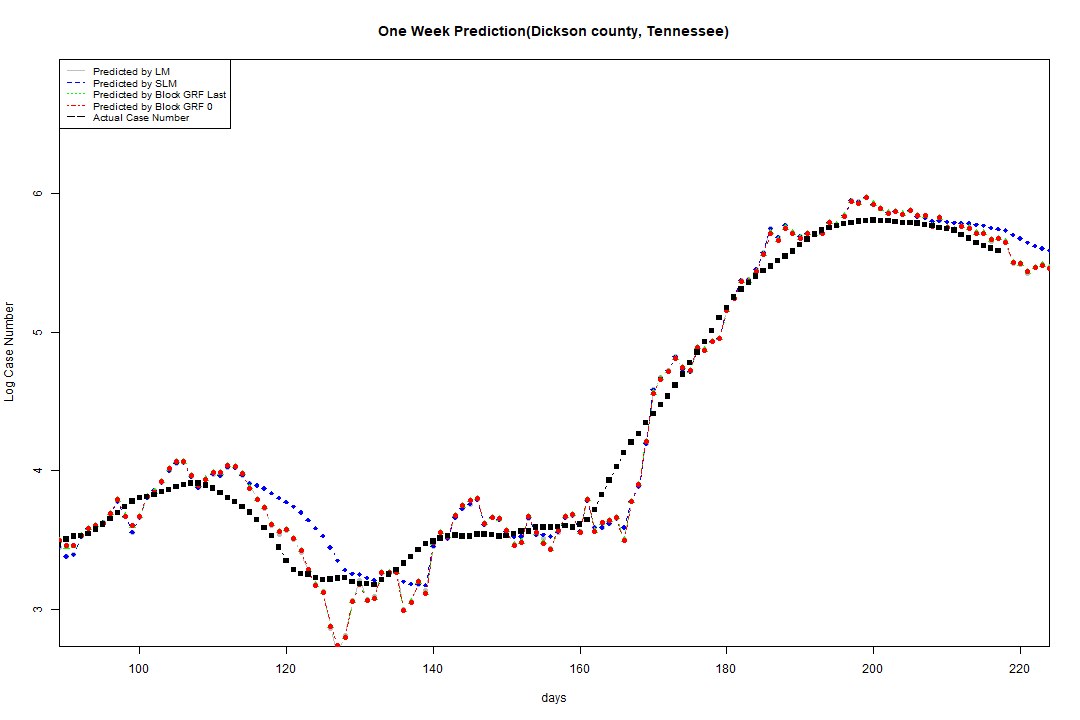 One Week Prediction(Dickson county, Tennessee)
Predicted by LM
Predicted by SLM
Predicted by Block GRF Last
Predicted by Block GRF 0
Actual Case Number
Log Case Number
6
5
4
3
100 120 140 160 180 200 220
days